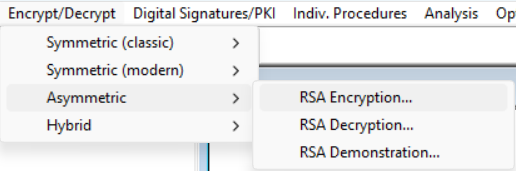 Encrypt/Decrypt Digital Signatures/PKI Indiv. Procedures Analysis
Symmetric (classic)
Symmetric (modern)
Asymmetric
Hybrid
RSA Encryption...
RSA Decryption...
RSA Demonstration...